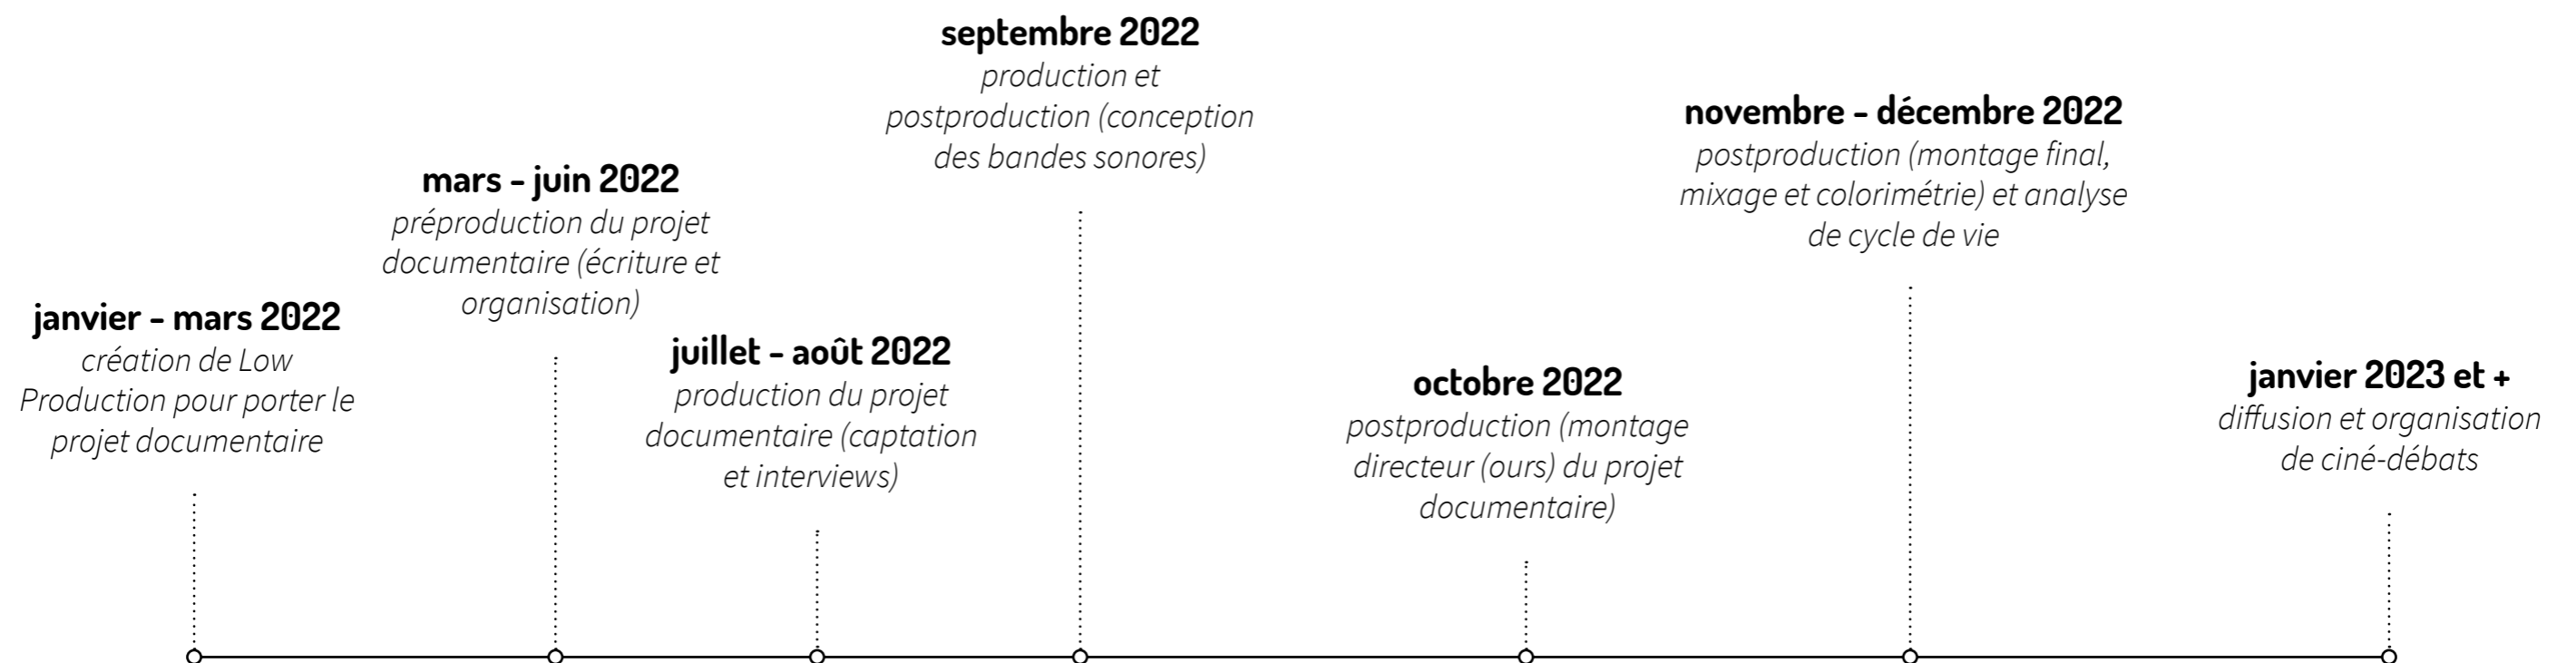 janvier - mars 2022
création de Low
Production pour porter le
projet documentaire
mars - juin 2022
préproduction du projet
documentaire (écriture et
organisation)
juillet - août 2022
production du projet
documentaire (captation
et interviews)
septembre 2022
production et
postproduction (conception
des bandes sonores)
octobre 2022
postproduction (montage
directeur (ours) du projet
documentaire)
novembre - décembre 2022
postproduction (montage final,
mixage et colorimétrie) et analyse
de cycle de vie
janvier 2023 et +
diffusion et organisation
de ciné-débats